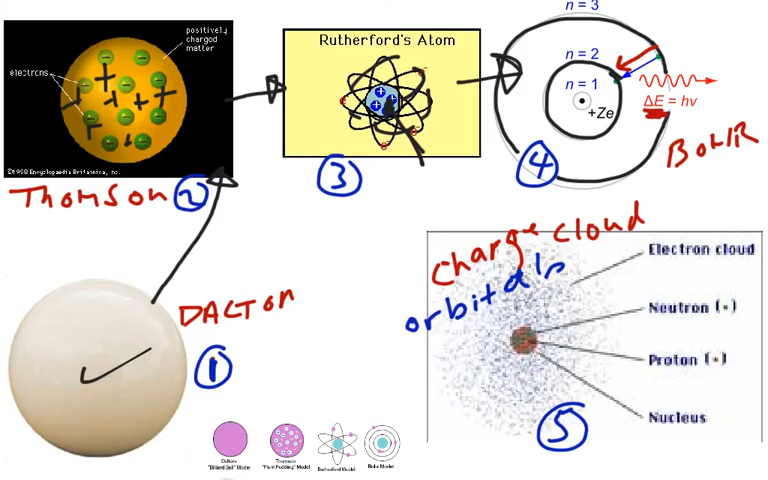 positively
charged
matter
electrons
©1998 Encyclopaedia Britannica, Inc.
Thomson 2
Rutherford's Atom
3
n = 3
n = 2
n = 1
+Ze
ΔE = hv
4
BOHR
DALTON
1
Charge cloud
orbitals
Electron cloud
Neutron
Proton
Nucleus
5
Dalton
"Billiard Ball" Model
Thomson
"Plum Pudding" Model
Rutherford Model
Bohr Model